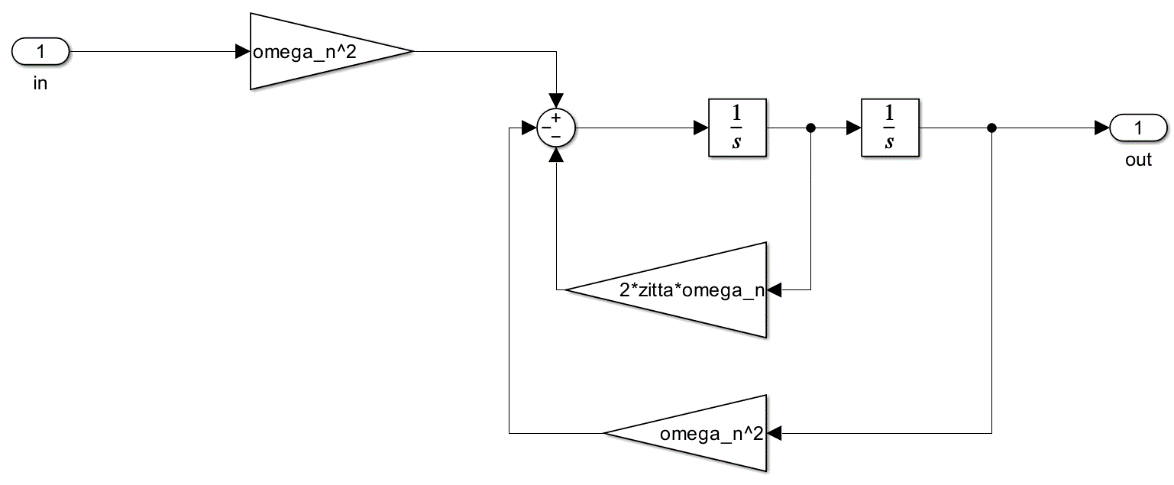 1
in
omega_n^2
+
−
−
1
s
1
s
1
out
2*zitta*omega_n
omega_n^2